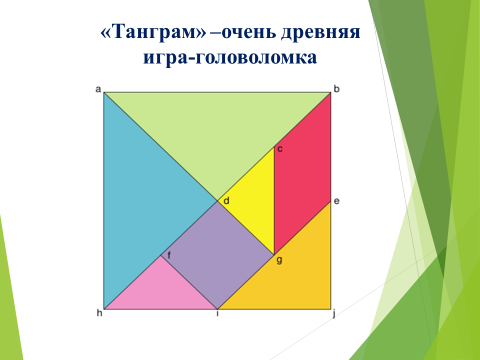 «Танграм» –очень древняя
игра-головоломка
a b
c
d e
f g
h i j